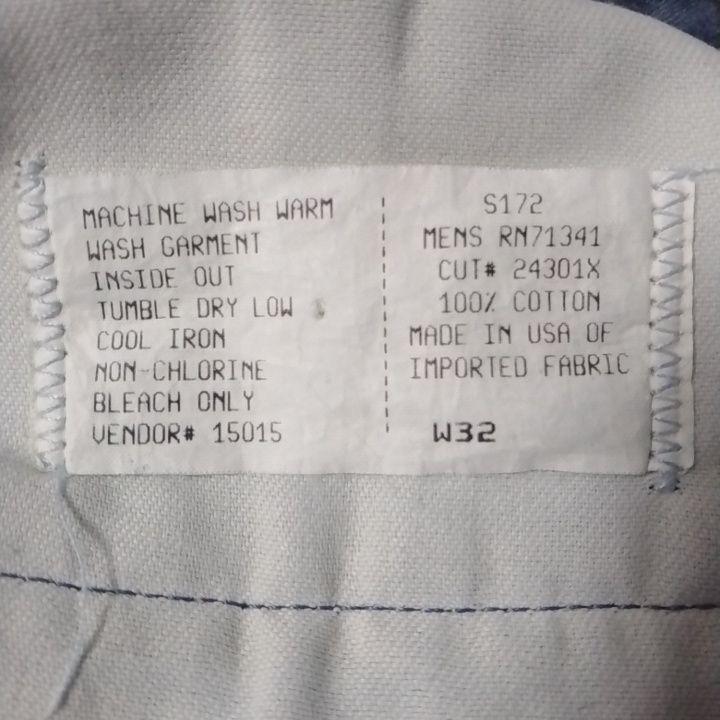 MACHINE WASH WARM
WASH GARMENT
INSIDE OUT
TUMBLE DRY LOW
COOL IRON
NON-CHLORINE
BLEACH ONLY
VENDOR# 15015
S172
MENS RN71341
CUT# 24301X
100% COTTON
MADE IN USA OF
IMPORTED FABRIC
W32